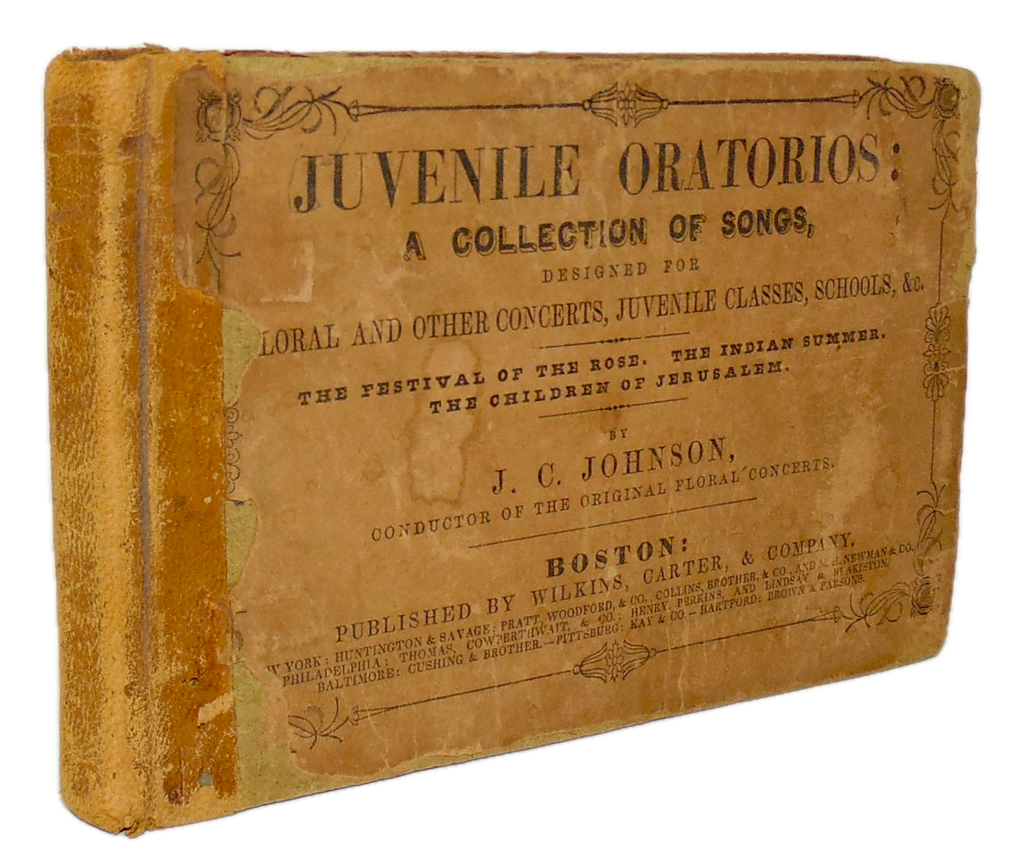 JUVENILE ORATORIOS:
A COLLECTION OF SONGS,
DESIGNED FOR
LORAL AND OTHER CONCERTS, JUVENILE CLASSES, SCHOOLS, &c.
THE FESTIVAL OF THE ROSE. THE INDIAN SUMMER.
THE CHILDREN OF JERUSALEM.
BY
J. C. JOHNSON,
CONDUCTOR OF THE ORIGINAL FLORAL CONCERTS.
BOSTON:
PUBLISHED BY WILKINS, CARTER, & COMPANY.
W YORK: HUNTINGTON & SAVAGE; PRATT, WOODFORD, & CO., COLLINS, BROTHER, & CO., AND M. H. NEWMAN & CO.
PHILADELPHIA: THOMAS, COWPERTHWAIT, & CO.; HENRY PERKINS, AND LINDSAY & BLAKISTON.
BALTIMORE: CUSHING & BROTHER.—PITTSBURG: KAY & CO.—HARTFORD: BROWN & PARSONS.